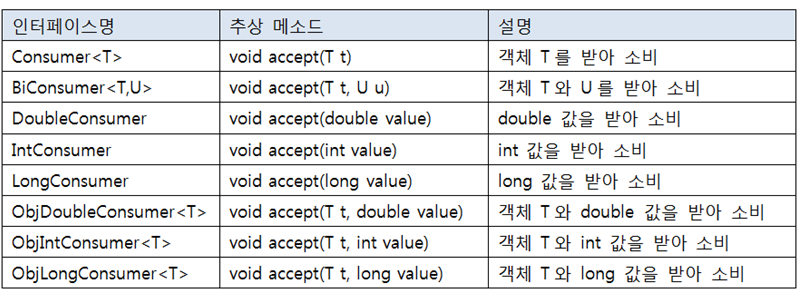 인터페이스명 추상 메소드 설명
Consumer<T> void accept(T t) 객체 T를 받아 소비
BiConsumer<T,U> void accept(T t, U u) 객체 T와 U를 받아 소비
DoubleConsumer void accept(double value) double 값을 받아 소비
IntConsumer void accept(int value) int 값을 받아 소비
LongConsumer void accept(long value) long 값을 받아 소비
ObjDoubleConsumer<T> void accept(T t, double value) 객체 T와 double 값을 받아 소비
ObjIntConsumer<T> void accept(T t, int value) 객체 T와 int 값을 받아 소비
ObjLongConsumer<T> void accept(T t, long value) 객체 T와 long 값을 받아 소비